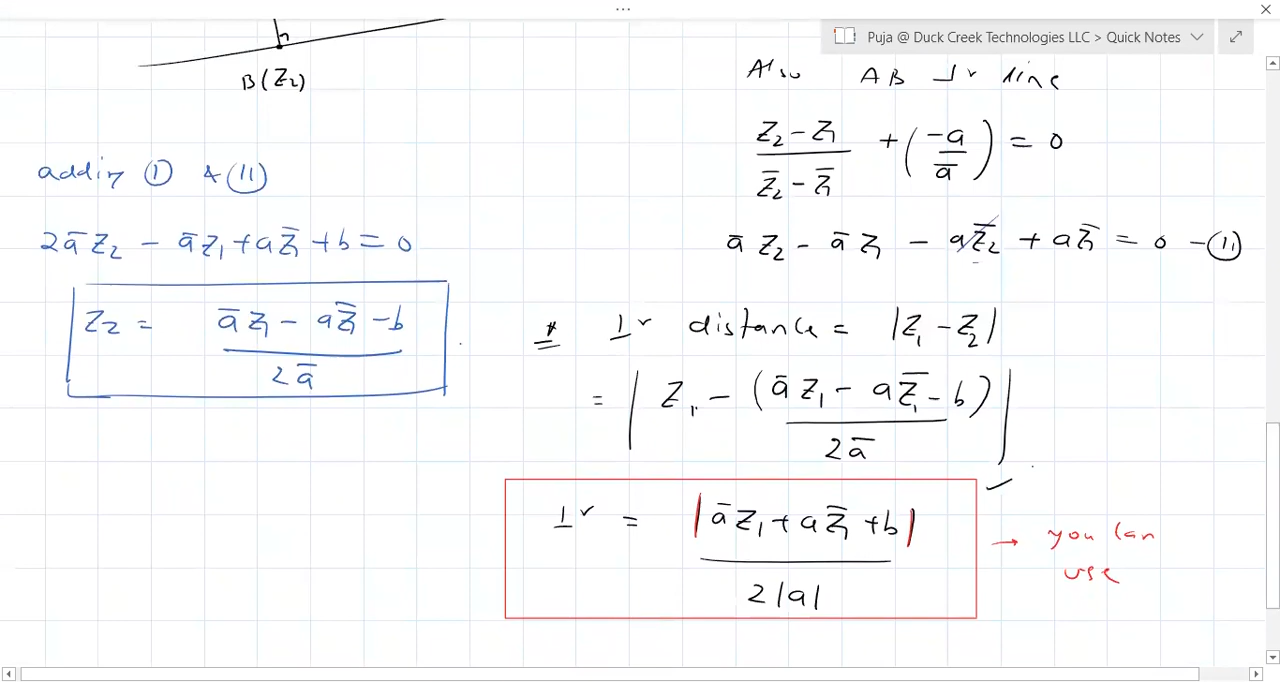 Puja @ Duck Creek Technologies LLC > Quick Notes
B(Z₂)
Also AB ⊥r line
(Z₂ - Z₁)/(Z̄₂ - Z̄₁) + (-a/ā) = 0
āZ₂ - āZ₁ - aZ̄₂ + aZ̄₁ = 0 -(II)
adding (I) & (II)
2āZ₂ - āZ₁ + aZ̄₁ + b = 0
Z₂ = (āZ₁ - aZ̄₁ - b)/2ā
* ⊥r distance = |Z₁ - Z₂|
= |Z₁ - (āZ₁ - aZ̄₁ - b)/2ā|
⊥r = |āZ₁ + aZ̄₁ + b|/2|a|
→ you can
use